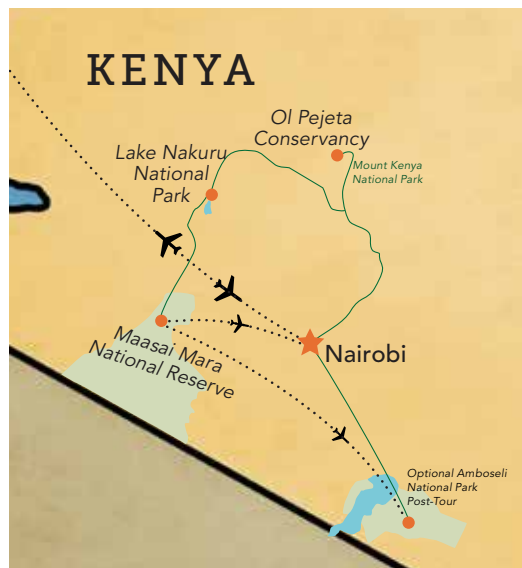 KENYA
Ol Pejeta
Conservancy
Mount Kenya
National Park
Lake Nakuru
National
Park
Maasai Mara
National Reserve
Nairobi
Optional Amboseli
National Park
Post-Tour